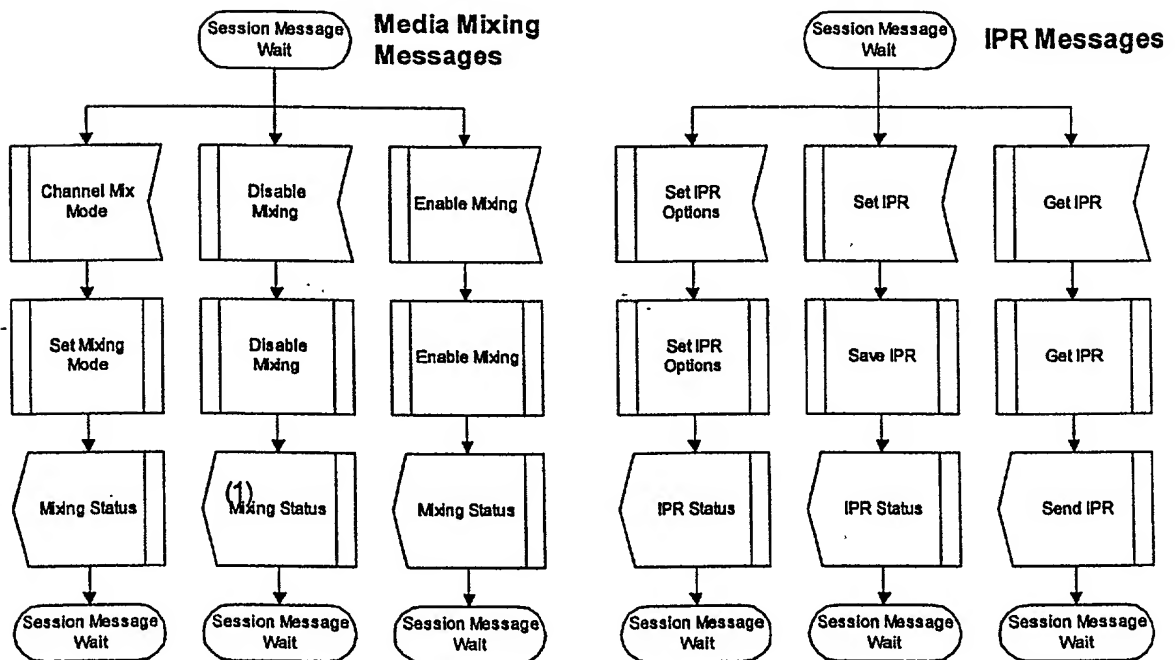 Session Message
Wait
Media Mixing
Messages
Channel Mix
Mode
Disable
Mixing
Enable Mixing
Set Mixing
Mode
Disable
Mixing
Enable Mixing
Mixing Status
(1)
Mixing Status
Mixing Status
Session Message
Wait
Session Message
Wait
Session Message
Wait
Session Message
Wait
IPR Messages
Set IPR
Options
Set IPR
Get IPR
Set IPR
Options
Save IPR
Get IPR
IPR Status
IPR Status
Send IPR
Session Message
Wait
Session Message
Wait
Session Message
Wait